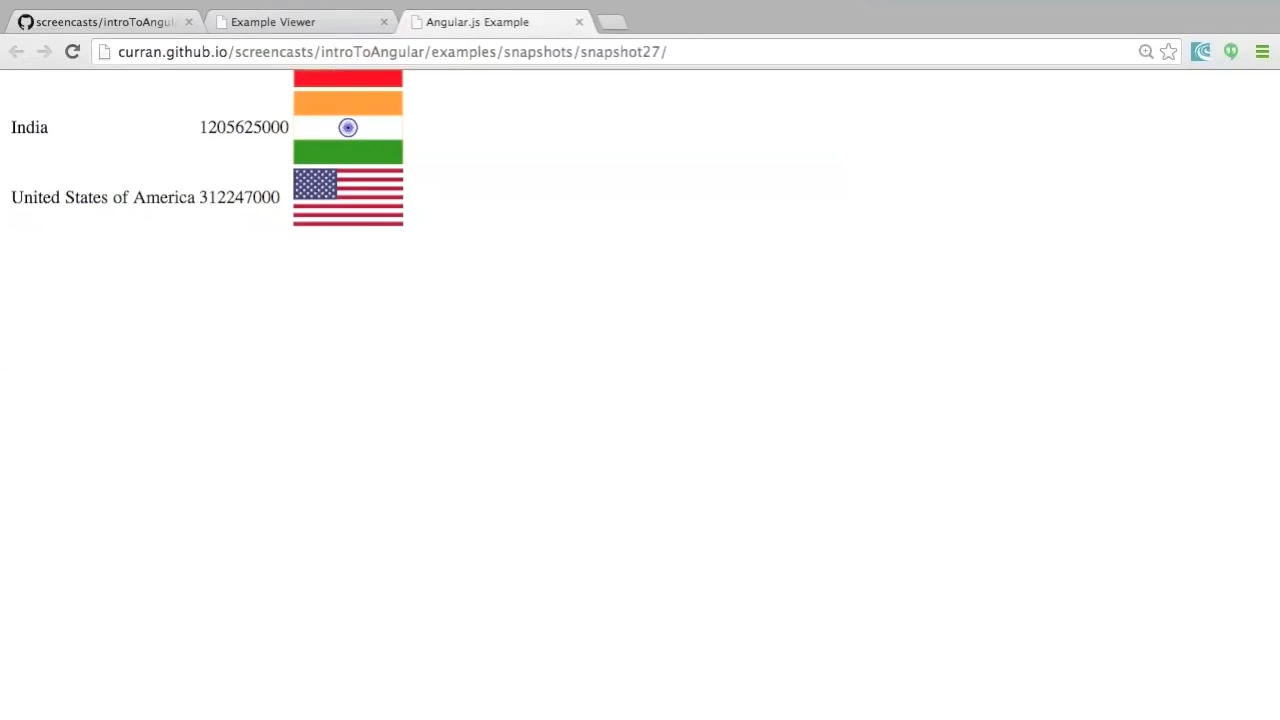 screencasts/introToAngul
Example Viewer
Angular.js Example
curran.github.io/screencasts/introToAngular/examples/snapshots/snapshot27/
India 1205625000
United States of America 312247000